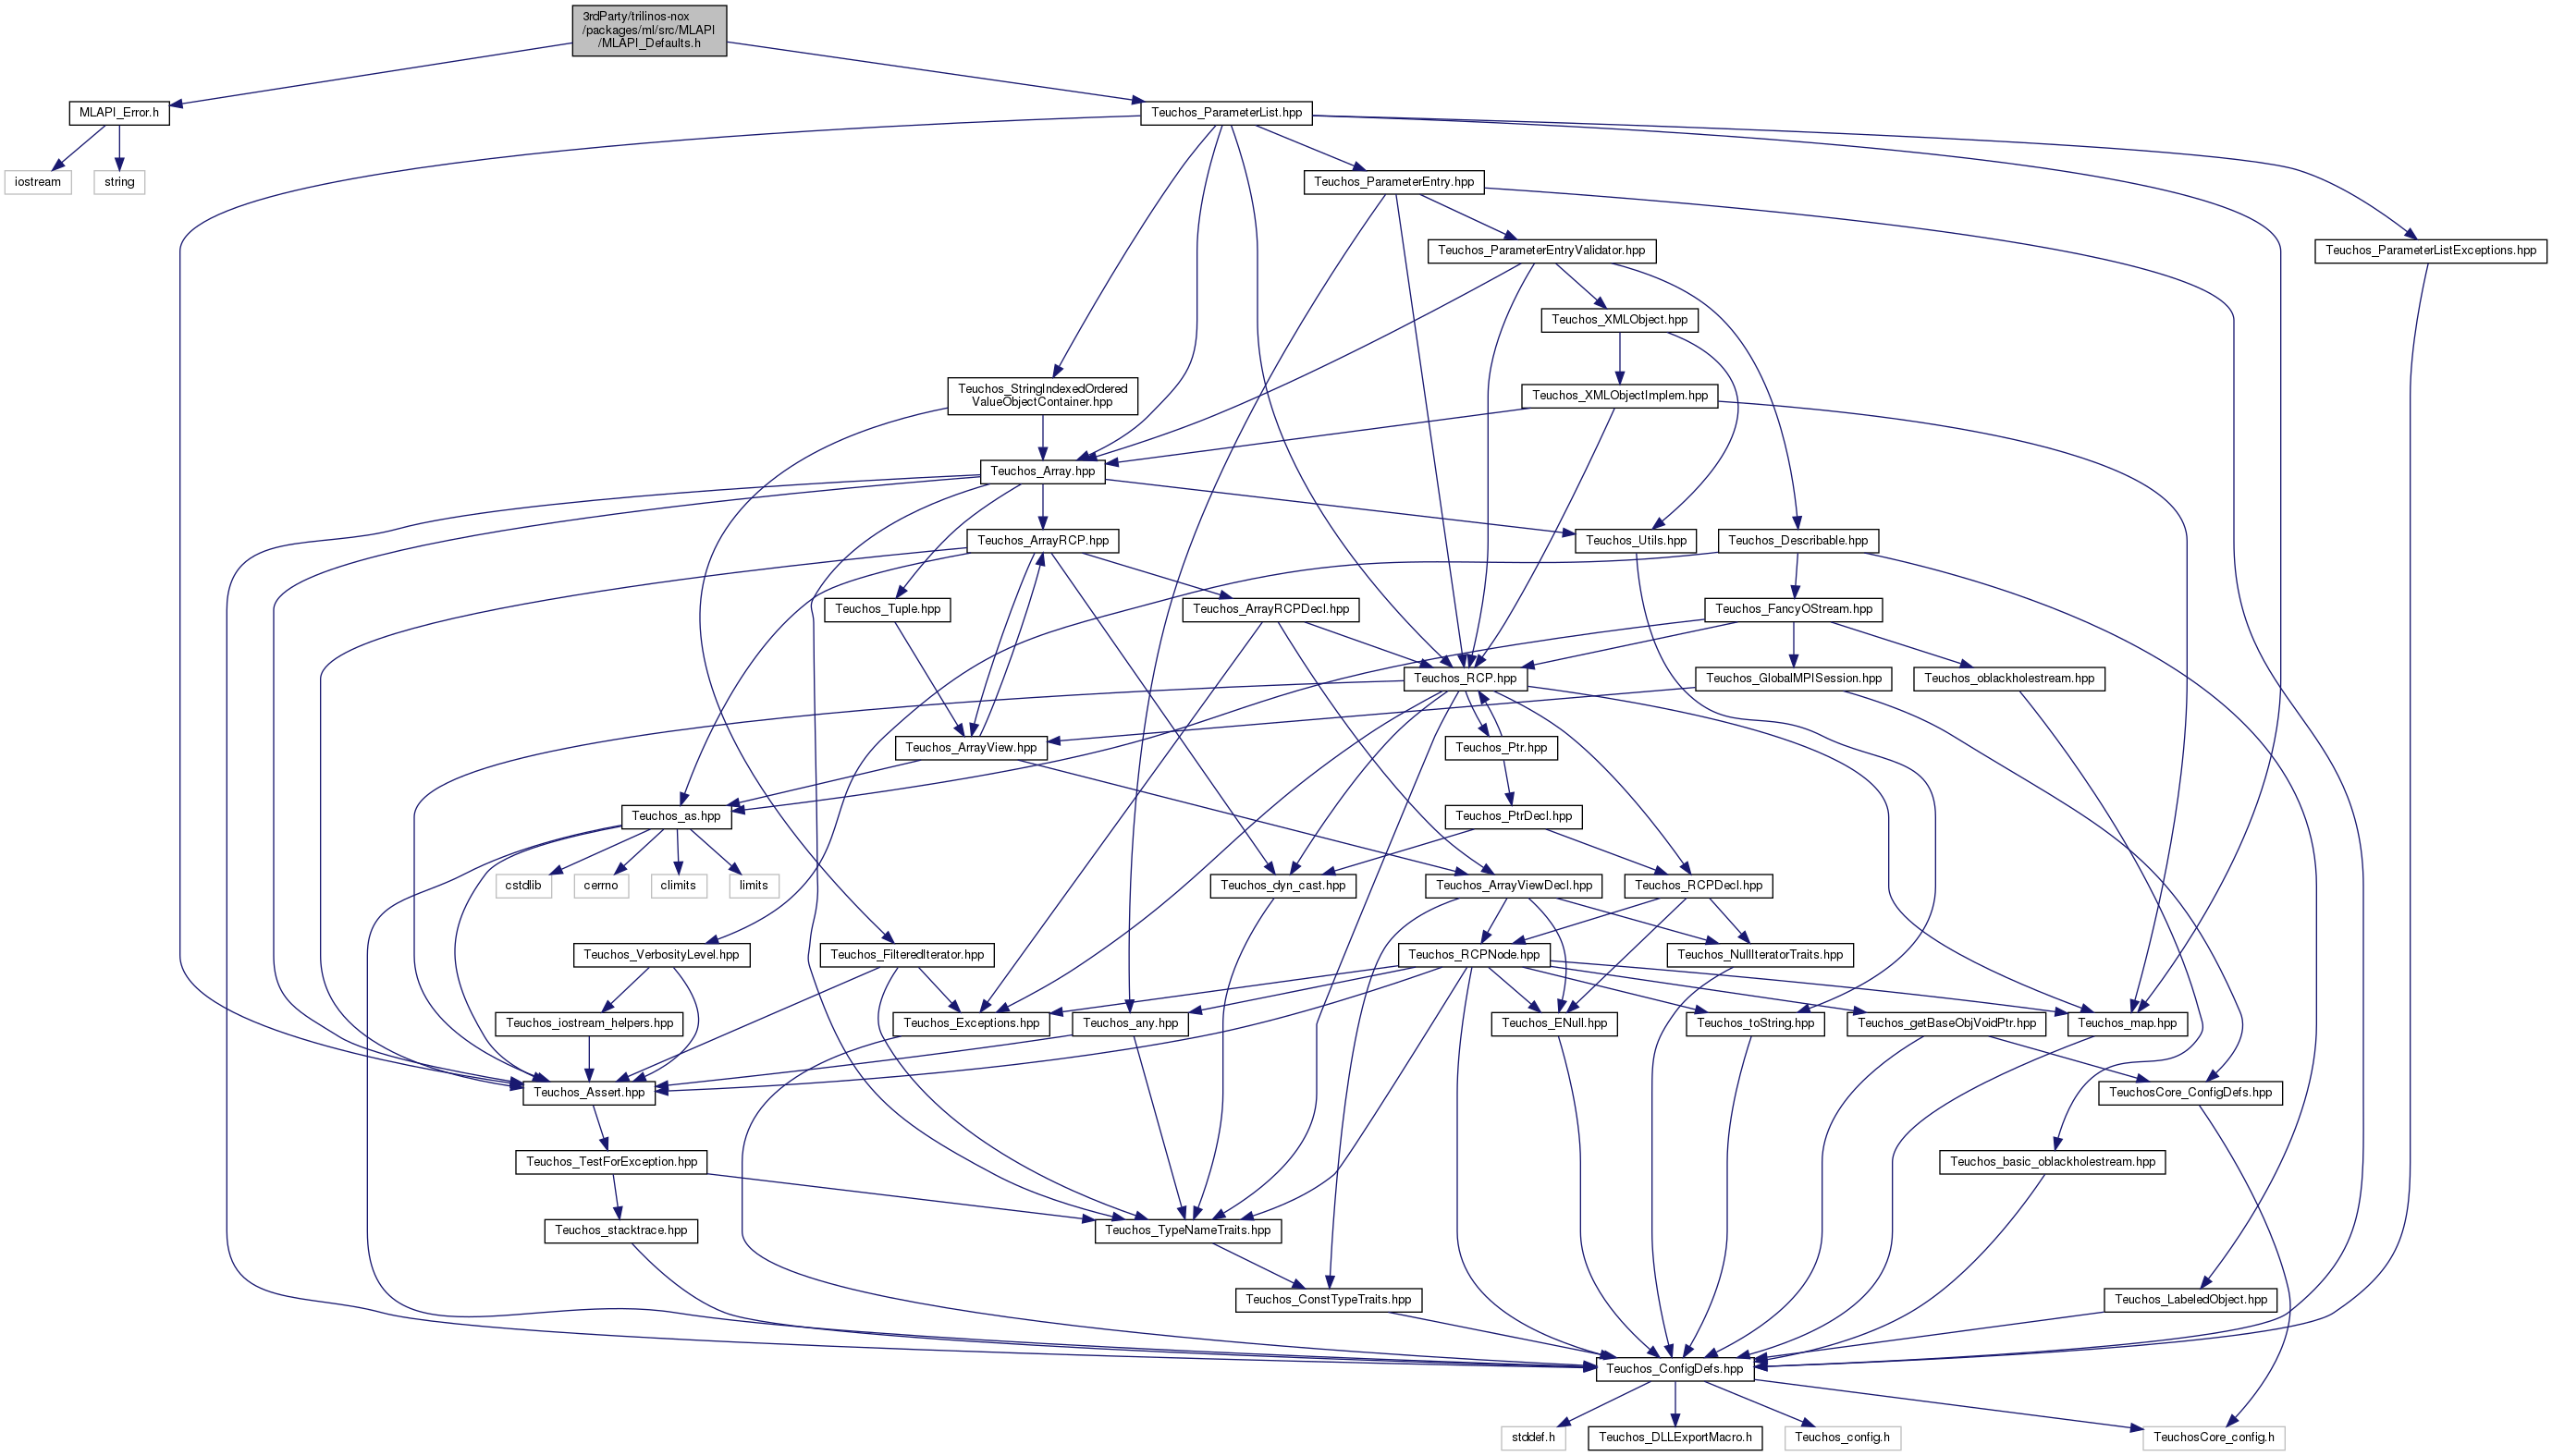 3rdParty/trilinos-nox
/packages/ml/src/MLAPI
/MLAPI_Defaults.h
MLAPI_Error.h
Teuchos_ParameterList.hpp
iostream
string
Teuchos_ParameterEntry.hpp
Teuchos_ParameterEntryValidator.hpp
Teuchos_ParameterListExceptions.hpp
Teuchos_XMLObject.hpp
Teuchos_StringIndexedOrdered
ValueObjectContainer.hpp
Teuchos_XMLObjectImplem.hpp
Teuchos_Array.hpp
Teuchos_ArrayRCP.hpp
Teuchos_Utils.hpp
Teuchos_Describable.hpp
Teuchos_Tuple.hpp
Teuchos_ArrayRCPDecl.hpp
Teuchos_FancyOStream.hpp
Teuchos_RCP.hpp
Teuchos_GlobalMPISession.hpp
Teuchos_oblackholestream.hpp
Teuchos_ArrayView.hpp
Teuchos_Ptr.hpp
Teuchos_as.hpp
Teuchos_PtrDecl.hpp
cstdlib
cerrno
climits
limits
Teuchos_dyn_cast.hpp
Teuchos_ArrayViewDecl.hpp
Teuchos_RCPDecl.hpp
Teuchos_VerbosityLevel.hpp
Teuchos_FilteredIterator.hpp
Teuchos_RCPNode.hpp
Teuchos_NullIteratorTraits.hpp
Teuchos_iostream_helpers.hpp
Teuchos_Exceptions.hpp
Teuchos_any.hpp
Teuchos_ENull.hpp
Teuchos_toString.hpp
Teuchos_getBaseObjVoidPtr.hpp
Teuchos_map.hpp
Teuchos_Assert.hpp
TeuchosCore_ConfigDefs.hpp
Teuchos_TestForException.hpp
Teuchos_basic_oblackholestream.hpp
Teuchos_stacktrace.hpp
Teuchos_TypeNameTraits.hpp
Teuchos_ConstTypeTraits.hpp
Teuchos_LabeledObject.hpp
Teuchos_ConfigDefs.hpp
stddef.h
Teuchos_DLLExportMacro.h
Teuchos_config.h
TeuchosCore_config.h